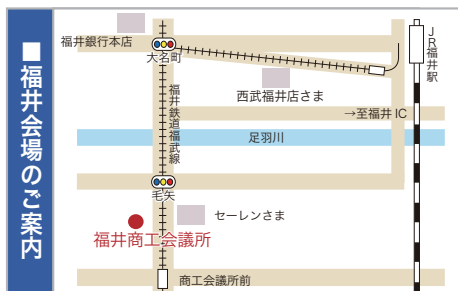 ■福井会場のご案内
福井銀行本店
大名町
JR福井駅
西武福井店さま
福井鉄道福武線
→至福井 IC
足羽川
毛矢
セーレンさま
福井商工会議所
商工会議所前